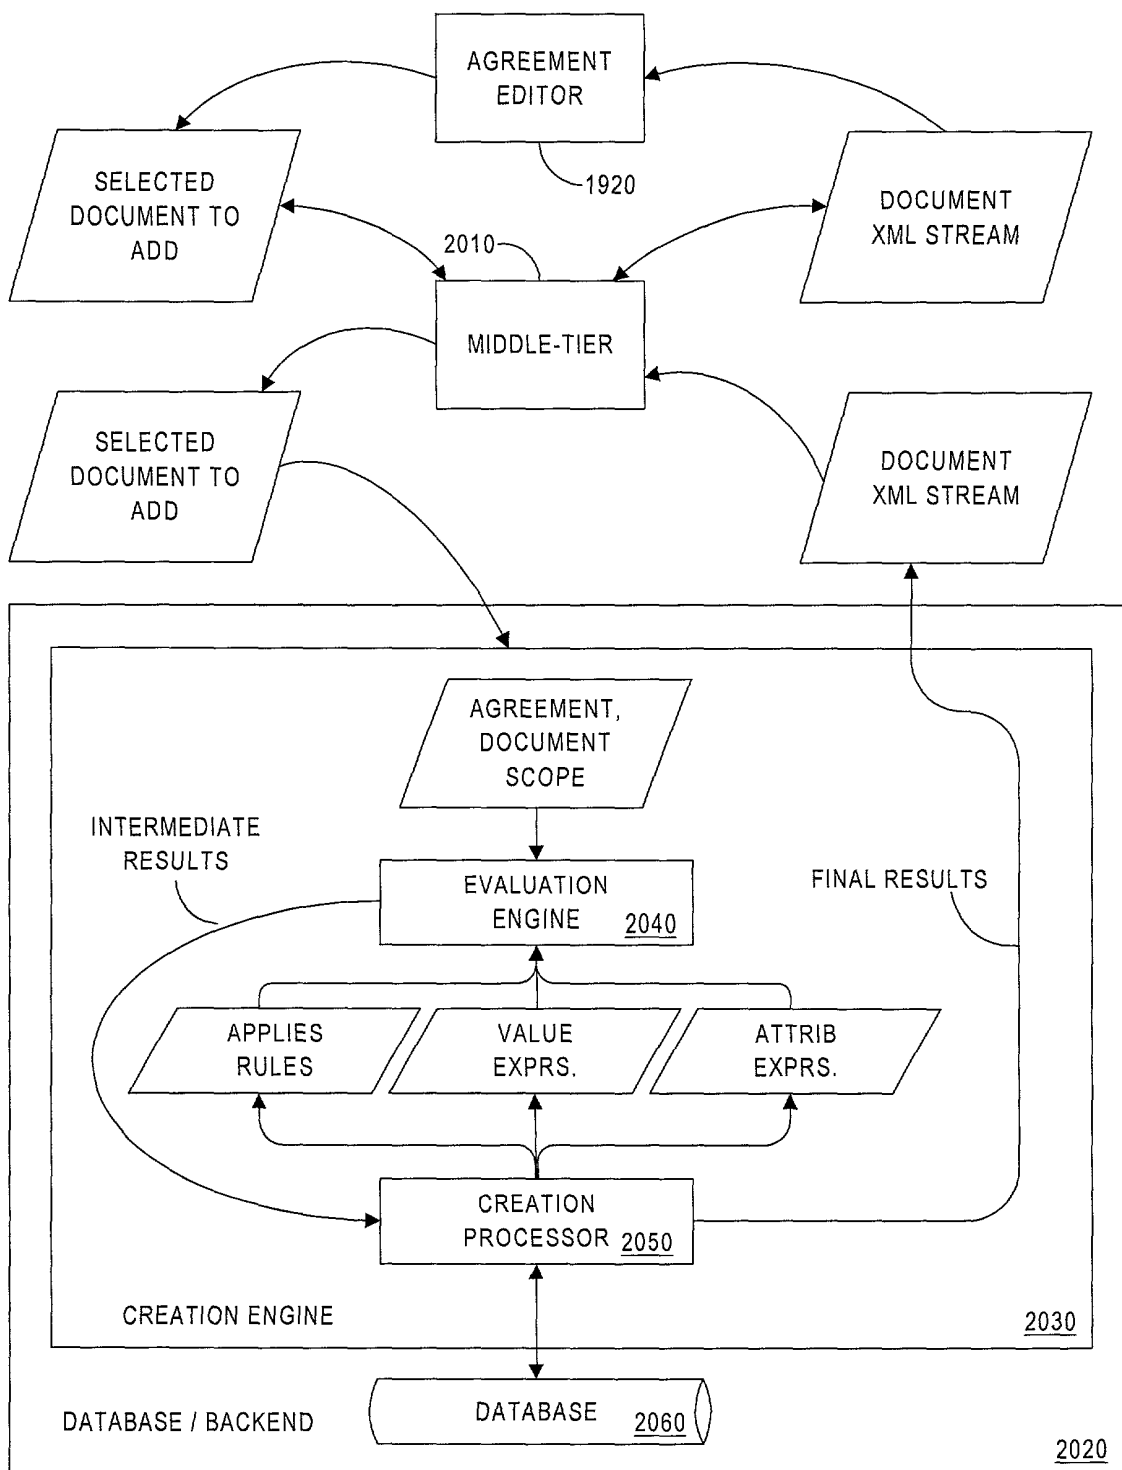 AGREEMENT
EDITOR
1920
SELECTED
DOCUMENT TO
ADD
DOCUMENT
XML STREAM
2010
MIDDLE-TIER
SELECTED
DOCUMENT TO
ADD
DOCUMENT
XML STREAM
AGREEMENT,
DOCUMENT
SCOPE
INTERMEDIATE
RESULTS
EVALUATION
ENGINE
2040
FINAL RESULTS
APPLIES
RULES
VALUE
EXPRS.
ATTRIB
EXPRS.
CREATION
PROCESSOR
2050
CREATION ENGINE
2030
DATABASE
2060
DATABASE / BACKEND
2020